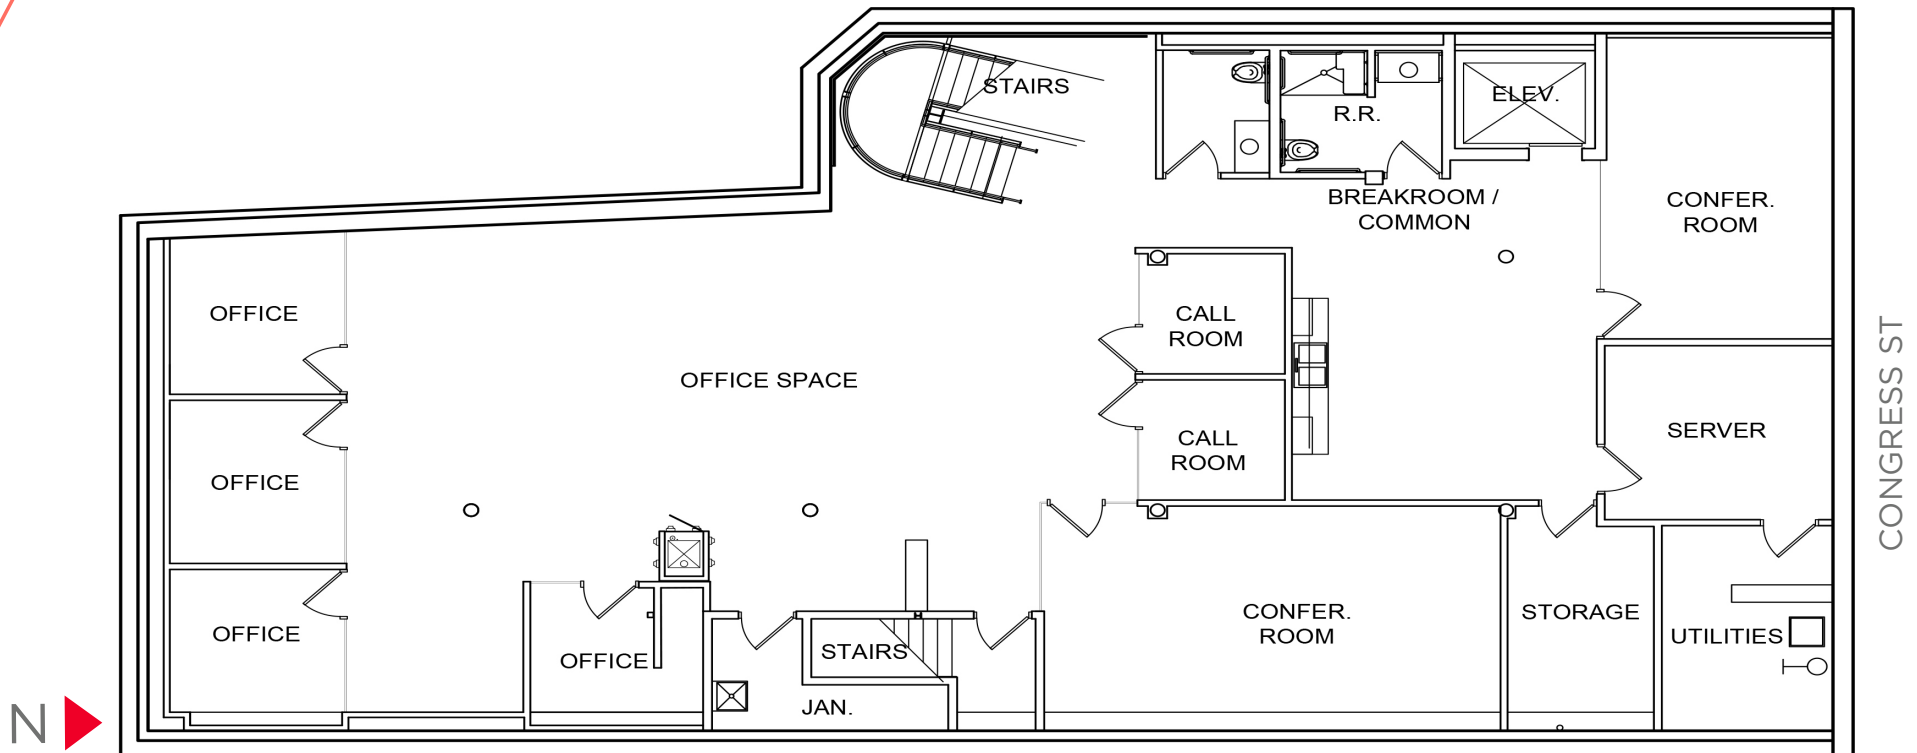 STAIRS
ELEV.
R.R.
BREAKROOM /
COMMON
CONFER.
ROOM
OFFICE
CALL
ROOM
OFFICE SPACE
CALL
ROOM
SERVER
OFFICE
CONGRESS ST
OFFICE
OFFICE
STAIRS
JAN.
CONFER.
ROOM
STORAGE
UTILITIES
N